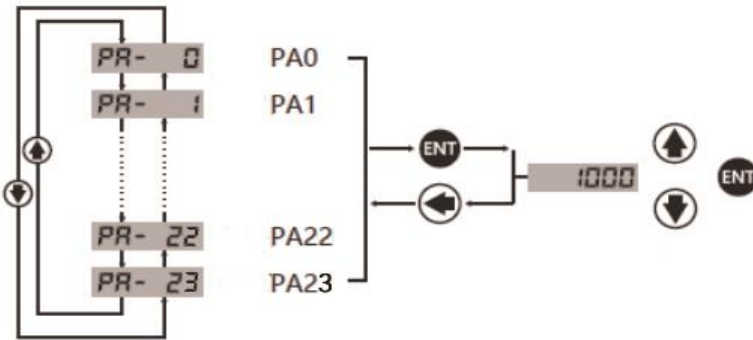 PA- 0 PA0
PA- 1 PA1
ENT 1000 ENT
PA- 22 PA22
PA- 23 PA23